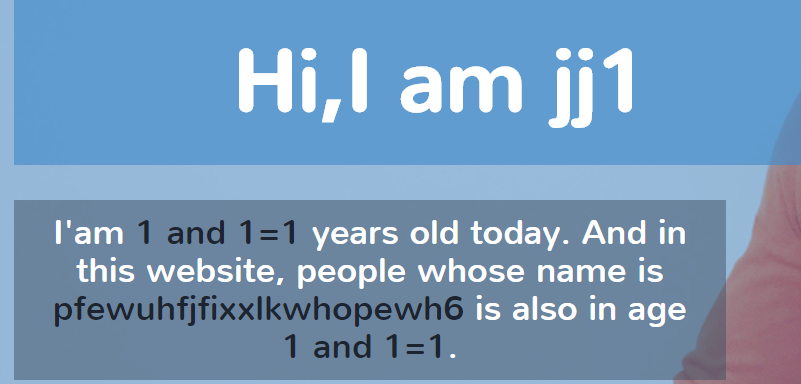 Hi,I am jj1
I'am 1 and 1=1 years old today. And in
this website, people whose name is
pfewuhfjfixxlkwhopewh6 is also in age
1 and 1=1.